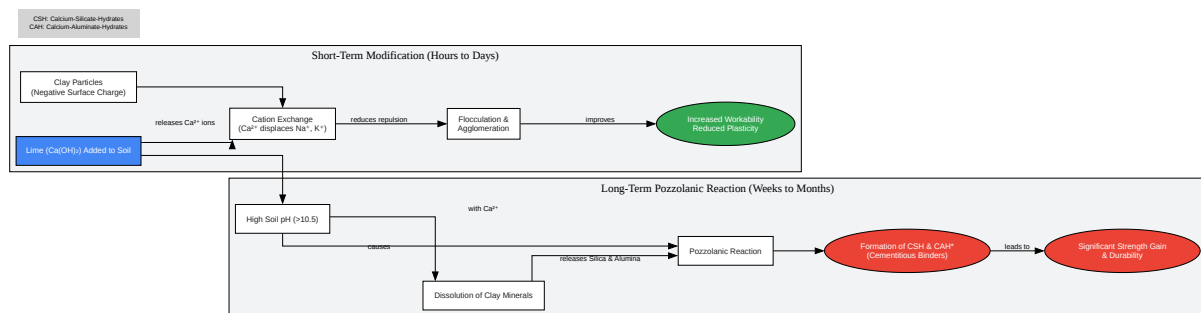 CSH: Calcium-Silicate-Hydrates
CAH: Calcium-Aluminate-Hydrates
Short-Term Modification (Hours to Days)
Clay Particles
(Negative Surface Charge)
releases Ca²⁺ ions
Cation Exchange
(Ca²⁺ displaces Na⁺, K⁺)
reduces repulsion
Flocculation &
Agglomeration
improves
Increased Workability
Reduced Plasticity
Lime (Ca(OH)₂) Added to Soil
Long-Term Pozzolanic Reaction (Weeks to Months)
High Soil pH (>10.5)
with Ca²⁺
causes
Pozzolanic Reaction
Formation of CSH & CAH*
(Cementitious Binders)
leads to
Significant Strength Gain
& Durability
releases Silica & Alumina
Dissolution of Clay Minerals